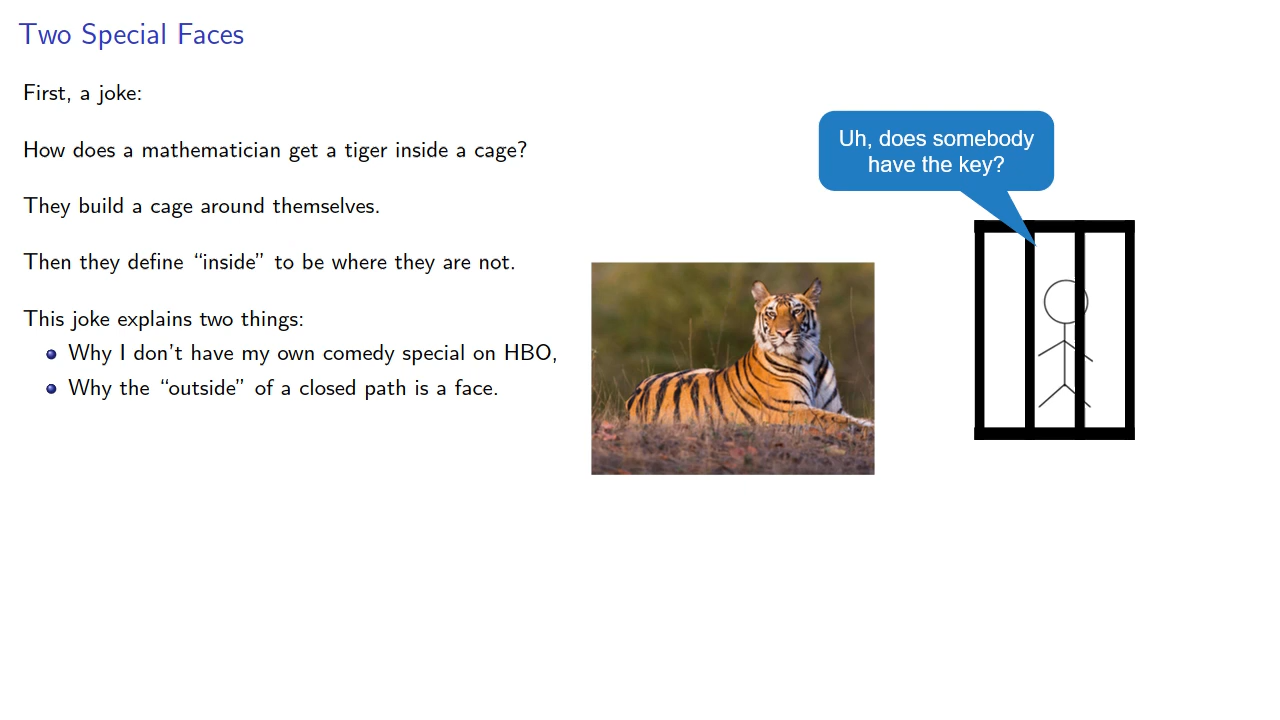 Two Special Faces
First, a joke:
How does a mathematician get a tiger inside a cage?
They build a cage around themselves.
Then they define “inside” to be where they are not.
This joke explains two things:
Why I don’t have my own comedy special on HBO,
Why the “outside” of a closed path is a face.
Uh, does somebody
have the key?